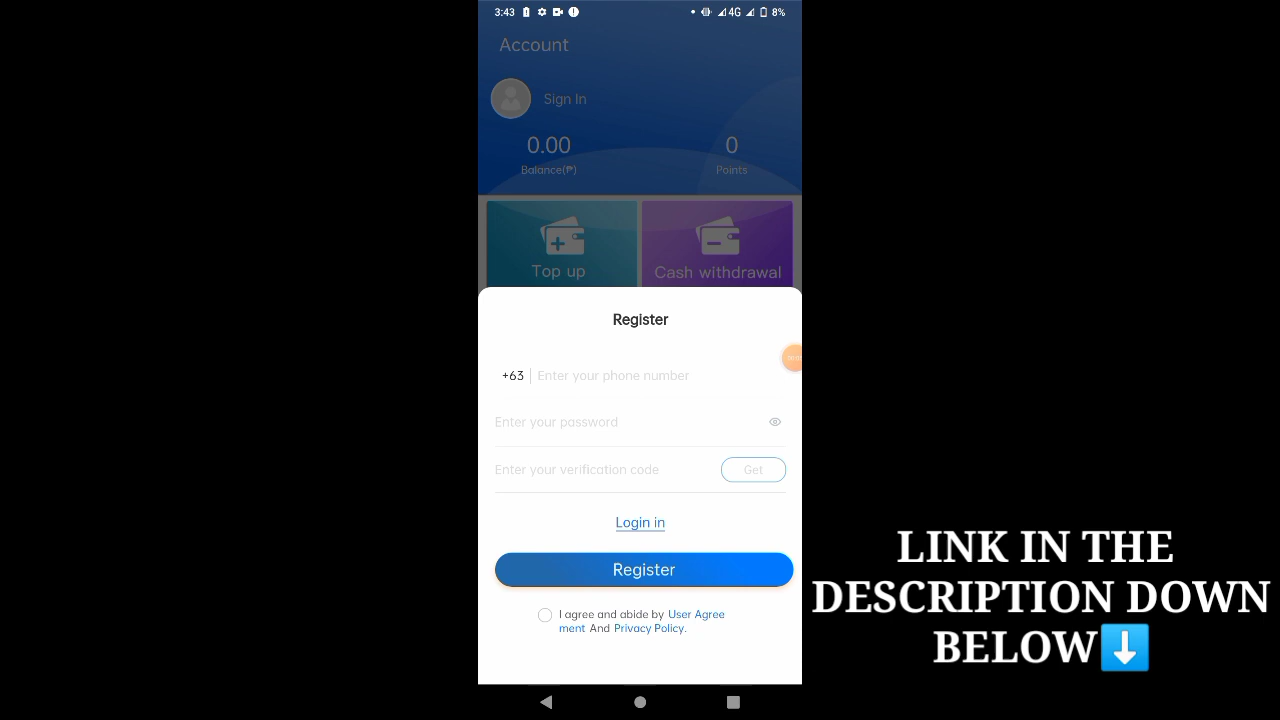 3:43
4G
8%
Account
Sign In
0.00
0
Balance(₱)
Points
Top up
Cash withdrawal
Register
+63
Enter your phone number
Enter your password
Enter your verification code
Get
Login in
Register
I agree and abide by User Agree
ment And Privacy Policy.
LINK IN THE
DESCRIPTION DOWN
BELOW⬇️